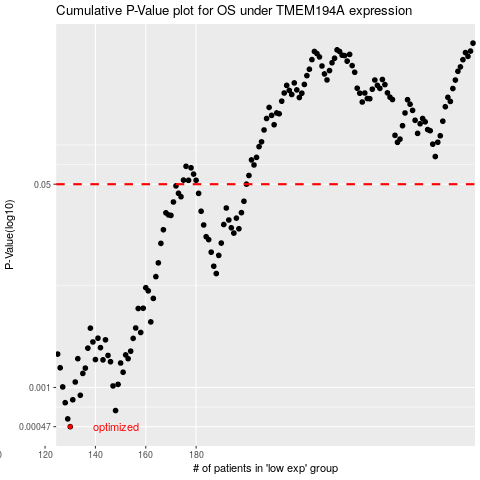 Cumulative P-Value plot for OS under TMEM194A expression
P-Value(log10)
0.05
0.001
0.00047
optimized
0
120
140
160
180
# of patients in 'low exp' group